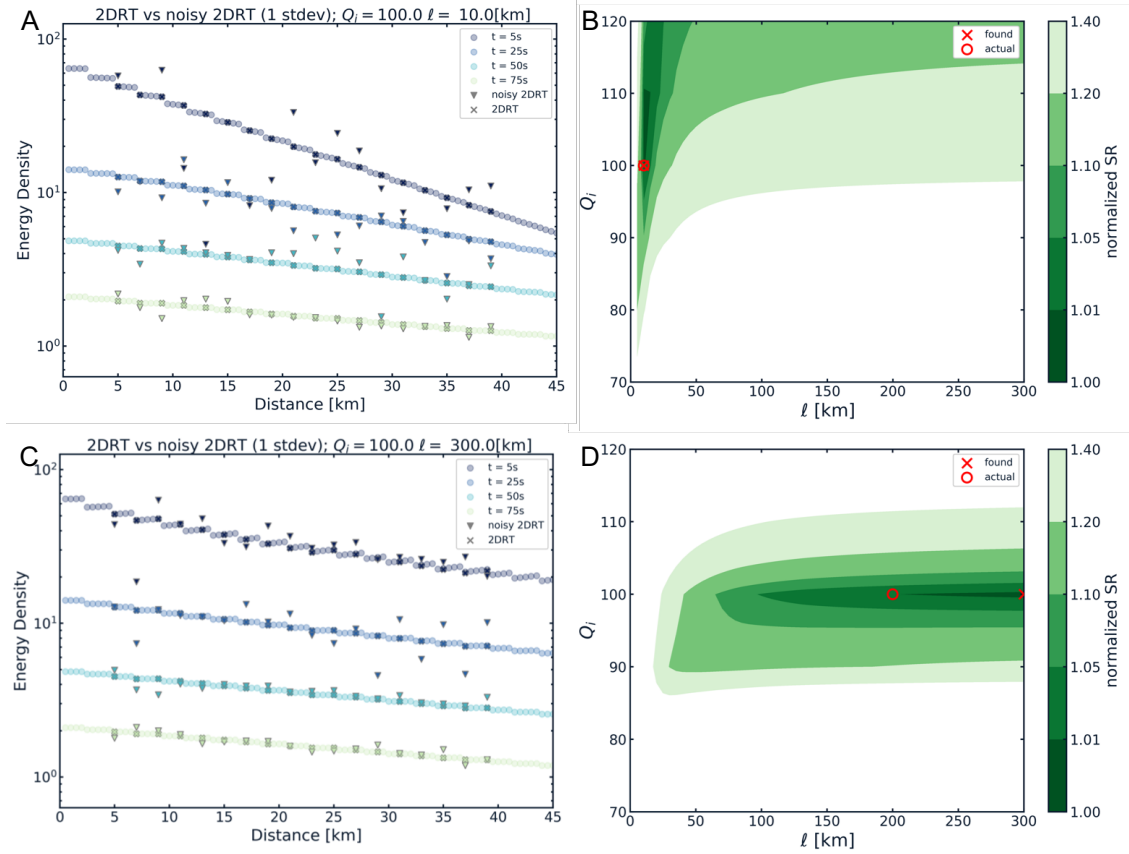 A
2DRT vs noisy 2DRT (1 stdev); Qᵢ = 100.0 ℓ = 10.0[km]
10²
10¹
10⁰
Energy Density
t = 5s
t = 25s
t = 50s
t = 75s
noisy 2DRT
2DRT
0 5 10 15 20 25 30 35 40 45
Distance [km]
B
120
110
100
90
80
70
Qᵢ
found
actual
0 50 100 150 200 250 300
ℓ [km]
1.40
1.20
1.10
1.05
1.01
1.00
normalized SR
C
2DRT vs noisy 2DRT (1 stdev); Qᵢ = 100.0 ℓ = 300.0[km]
10²
10¹
10⁰
Energy Density
t = 5s
t = 25s
t = 50s
t = 75s
noisy 2DRT
2DRT
0 5 10 15 20 25 30 35 40 45
Distance [km]
D
120
110
100
90
80
70
Qᵢ
found
actual
0 50 100 150 200 250 300
ℓ [km]
1.40
1.20
1.10
1.05
1.01
1.00
normalized SR